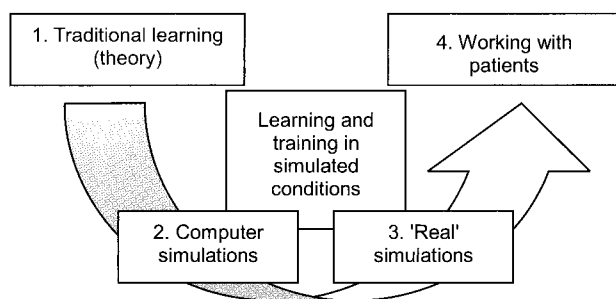 1. Traditional learning
(theory)
4. Working with
patients
Learning and
training in
simulated
conditions
2. Computer
simulations
3. 'Real'
simulations